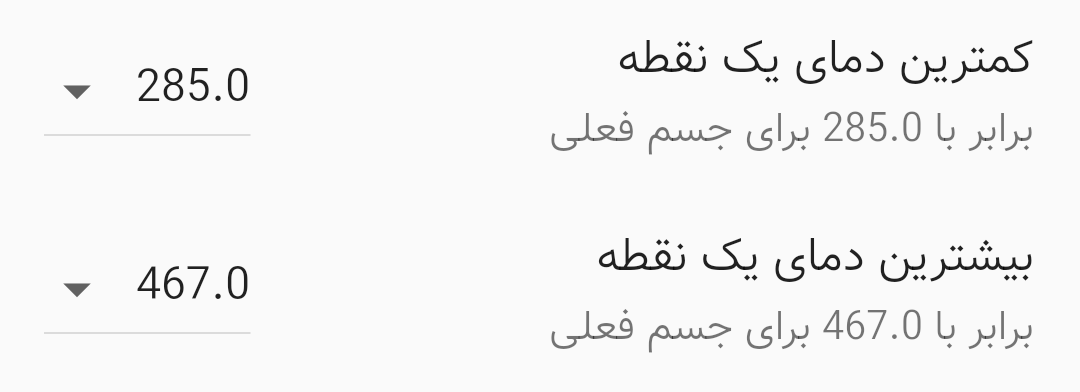 کمترین دمای یک نقطه
285.0
برابر با 285.0 برای جسم فعلی
بیشترین دمای یک نقطه
467.0
برابر با 467.0 برای جسم فعلی